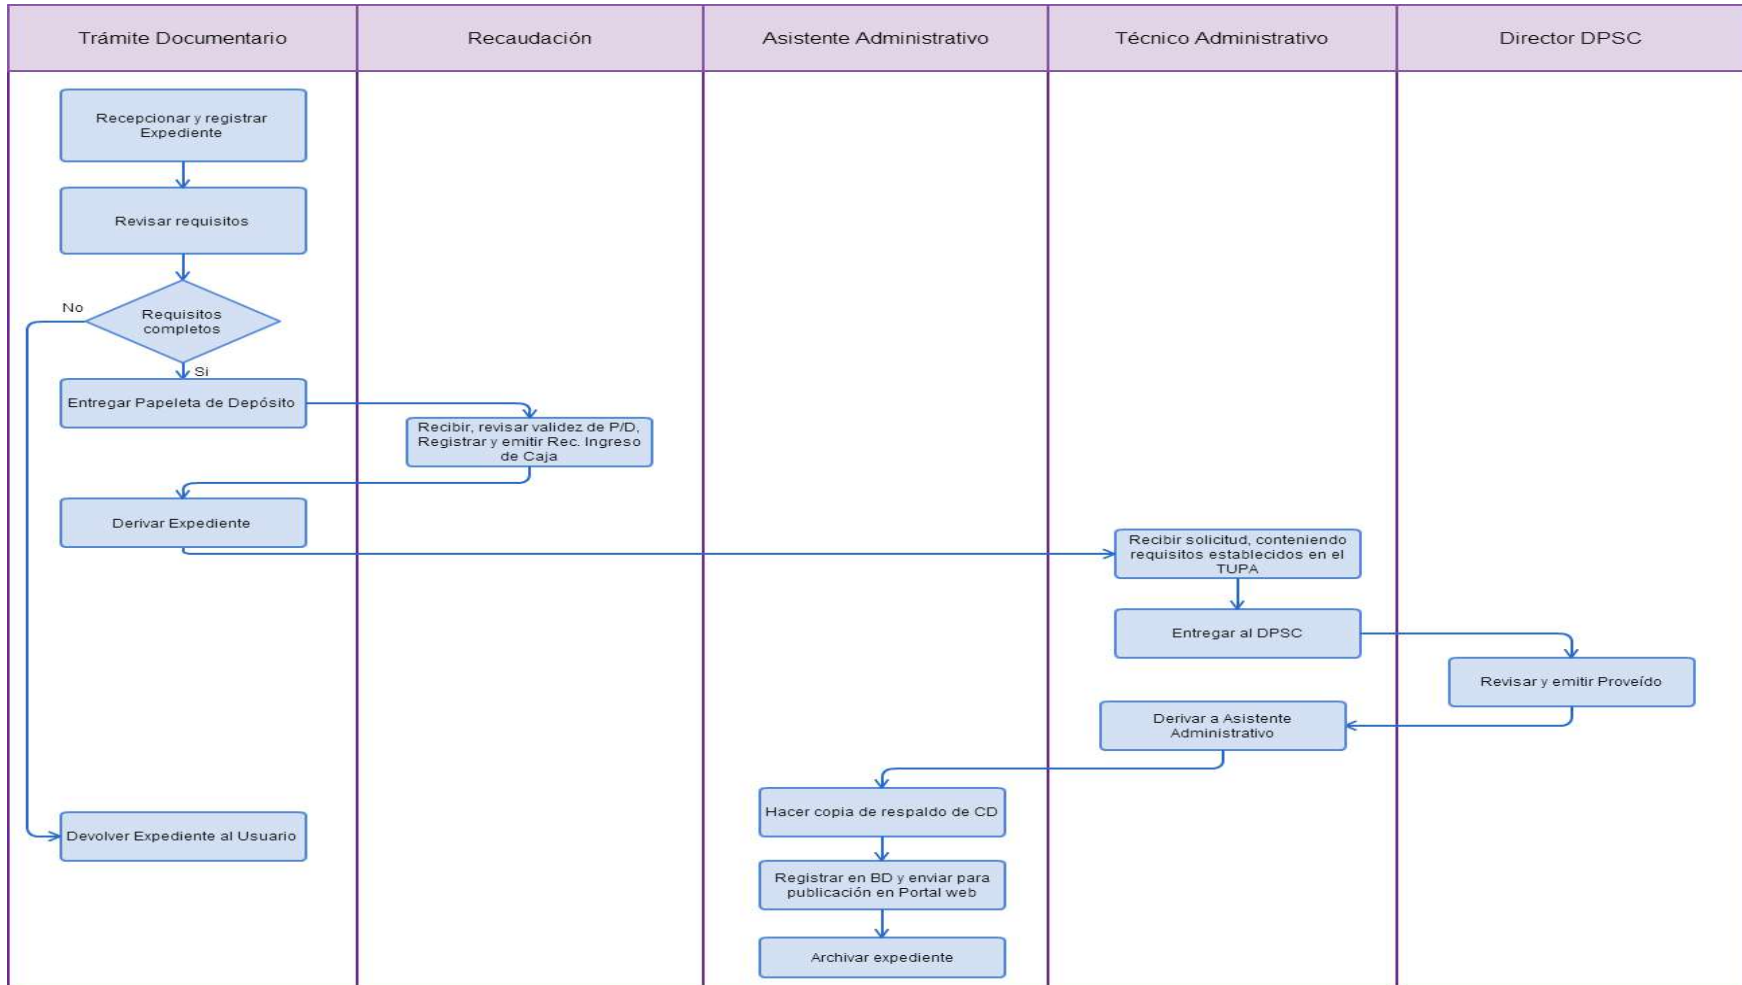 Trámite Documentario
Recaudación
Asistente Administrativo
Técnico Administrativo
Director DPSC
Recepcionar y registrar
Expediente
Revisar requisitos
No
Requisitos
completos
Si
Entregar Papeleta de Depósito
Recibir, revisar validez de P/D,
Registrar y emitir Rec. Ingreso
de Caja
Derivar Expediente
Recibir solicitud, conteniendo
requisitos establecidos en el
TUPA
Entregar al DPSC
Revisar y emitir Proveído
Derivar a Asistente
Administrativo
Hacer copia de respaldo de CD
Devolver Expediente al Usuario
Registrar en BD y enviar para
publicación en Portal web
Archivar expediente